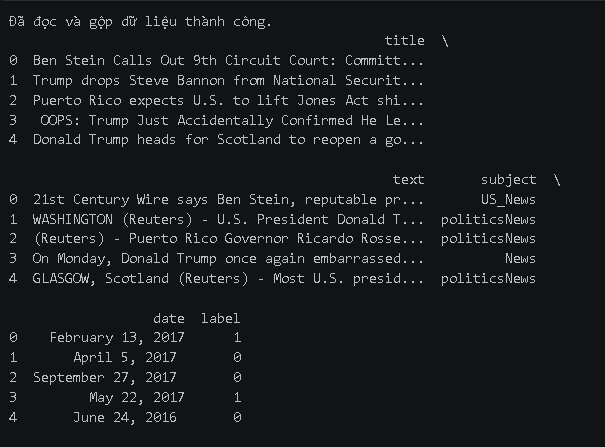 Đã đọc và gộp dữ liệu thành công.
title \
0 Ben Stein Calls Out 9th Circuit Court: Committ...
1 Trump drops Steve Bannon from National Securit...
2 Puerto Rico expects U.S. to lift Jones Act shi...
3 OOPS: Trump Just Accidentally Confirmed He Le...
4 Donald Trump heads for Scotland to reopen a go...
text subject \
0 21st Century Wire says Ben Stein, reputable pr... US_News
1 WASHINGTON (Reuters) - U.S. President Donald T... politicsNews
2 (Reuters) - Puerto Rico Governor Ricardo Rosse... politicsNews
3 On Monday, Donald Trump once again embarrassed... News
4 GLASGOW, Scotland (Reuters) - Most U.S. presid... politicsNews
date label
0 February 13, 2017 1
1 April 5, 2017 0
2 September 27, 2017 0
3 May 22, 2017 1
4 June 24, 2016 0